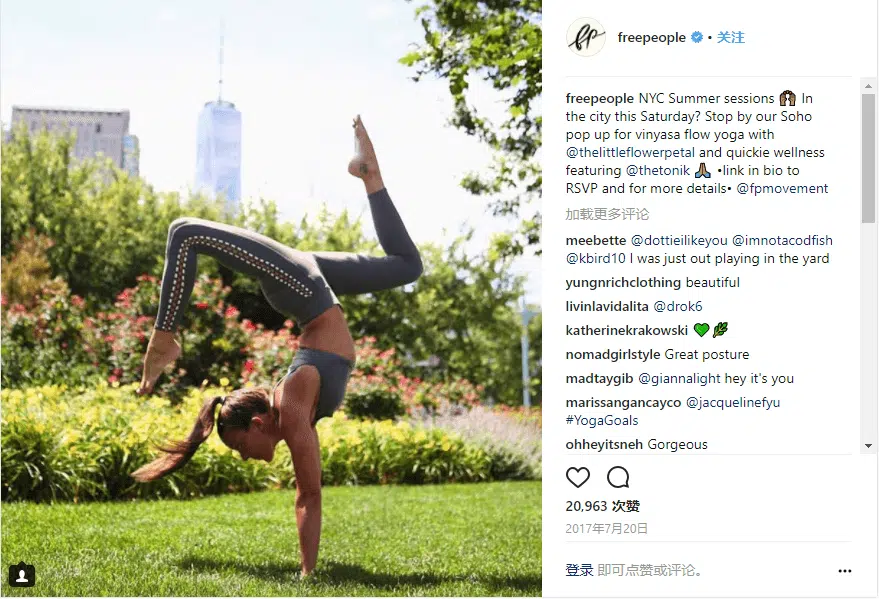 fp
freepeople • 关注
freepeople NYC Summer sessions 🙌🏽 In
the city this Saturday? Stop by our Soho
pop up for vinyasa flow yoga with
@thelittleflowerpetal and quickie wellness
featuring @thetonik 🙏🏽 •link in bio to
RSVP and for more details• @fpmovement
加载更多评论
meebette @dottieilikeyou @imnotacodfish
@kbird10 I was just out playing in the yard
yungnrichclothing beautiful
livinlavidalita @drok6
katherinekrakowski 💚🌿
nomadgirlstyle Great posture
madtaygib @giannalight hey it's you
marissangancayco @jacquelinefyu
#YogaGoals
ohheyitsneh Gorgeous
20,963 次赞
2017年7月20日
登录 即可点赞或评论。